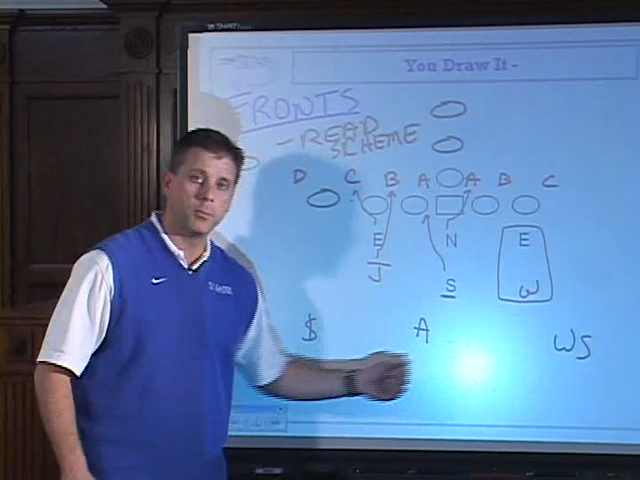 You Draw It -
FRONTS
- READ
SCHEME
D C B A A B C
E N E
J S W
$ A WS